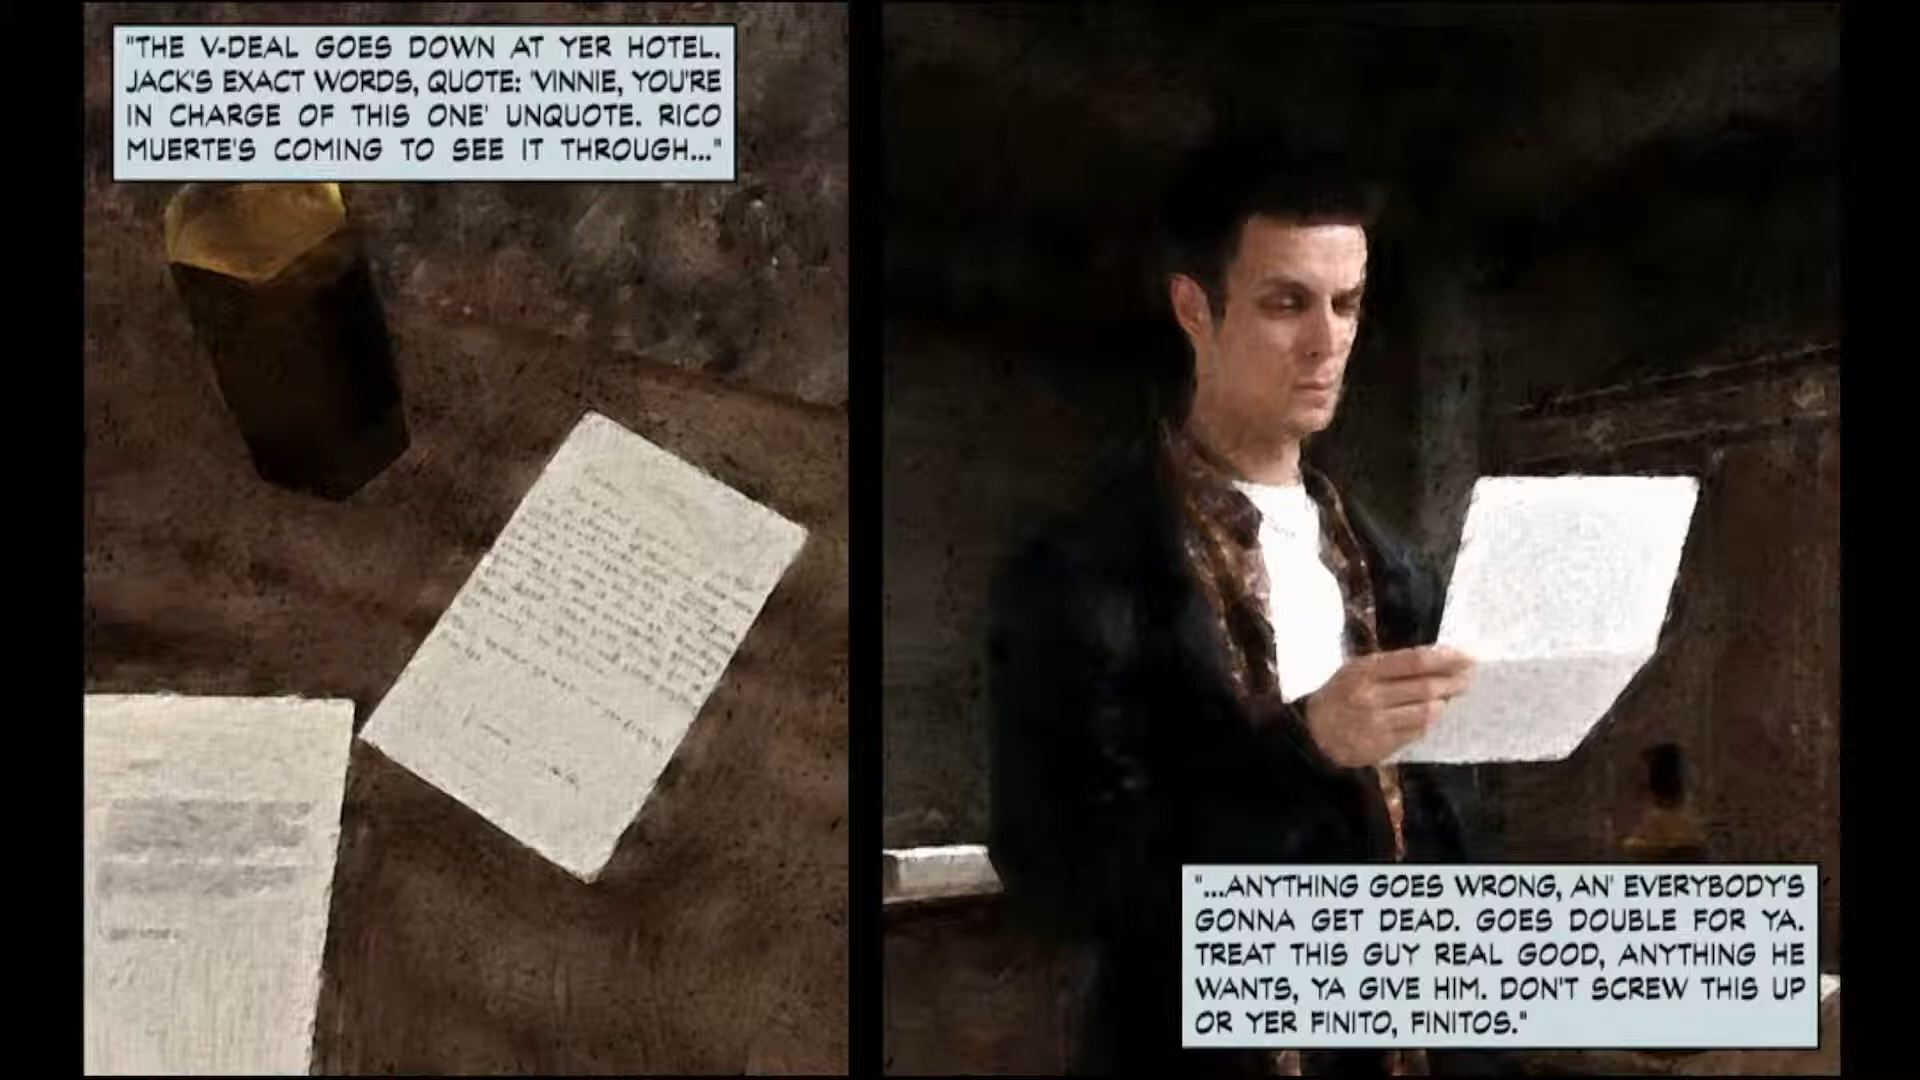 "THE V-DEAL GOES DOWN AT YER HOTEL.
JACK'S EXACT WORDS, QUOTE: 'VINNIE, YOU'RE
IN CHARGE OF THIS ONE' UNQUOTE. RICO
MUERTE'S COMING TO SEE IT THROUGH..."
"...ANYTHING GOES WRONG, AN' EVERYBODY'S
GONNA GET DEAD. GOES DOUBLE FOR YA.
TREAT THIS GUY REAL GOOD, ANYTHING HE
WANTS, YA GIVE HIM. DON'T SCREW THIS UP
OR YER FINITO, FINITOS."